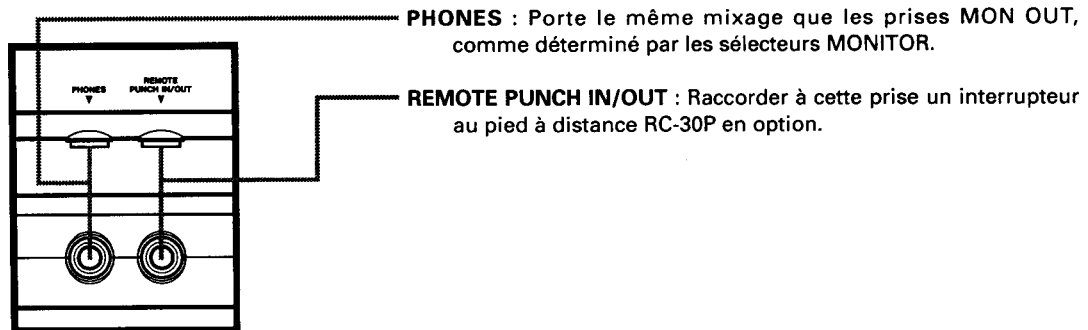 PHONES : Porte le même mixage que les prises MON OUT,
comme déterminé par les sélecteurs MONITOR.
PHONES
REMOTE
PUNCH IN/OUT
REMOTE PUNCH IN/OUT : Raccorder à cette prise un interrupteur
au pied à distance RC-30P en option.